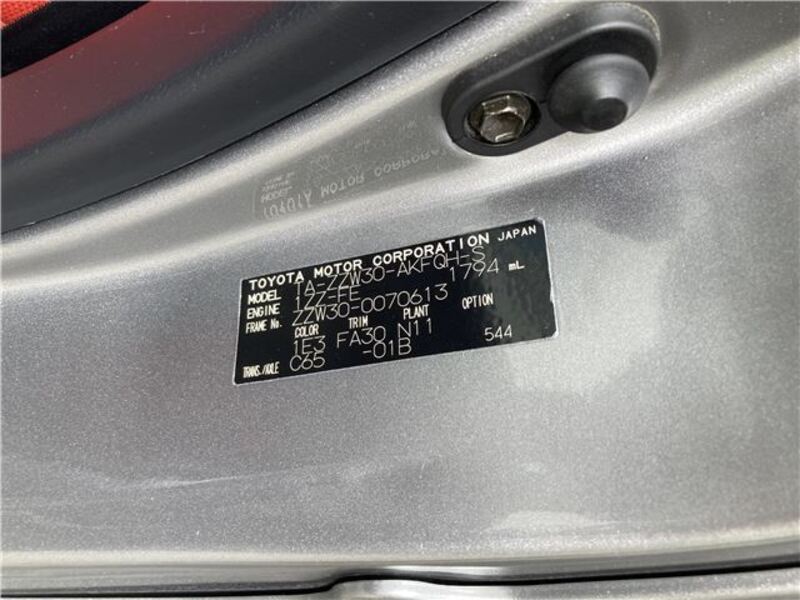 TOYOTA MOTOR CORPORATION JAPAN
MODEL TA-ZZW30-AKFQH-S
ENGINE 1ZZ-FE 1794 mL
FRAME No. ZZW30-0070613
COLOR TRIM PLANT OPTION
1E3 FA30 N11
TRANS./AXLE C65 -01B 544